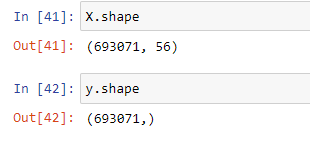 In [41]: X.shape
Out[41]: (693071, 56)
In [42]: y.shape
Out[42]: (693071,)